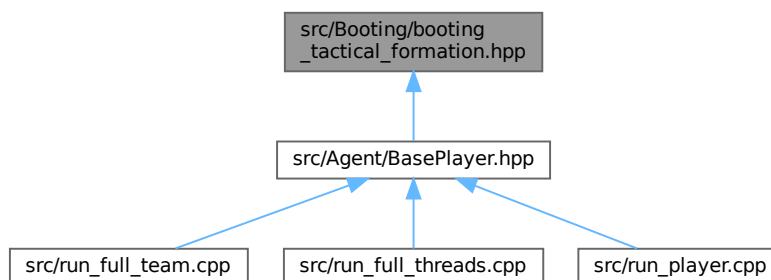 src/Booting/booting
_tactical_formation.hpp
src/Agent/BasePlayer.hpp
src/run_full_team.cpp
src/run_full_threads.cpp
src/run_player.cpp